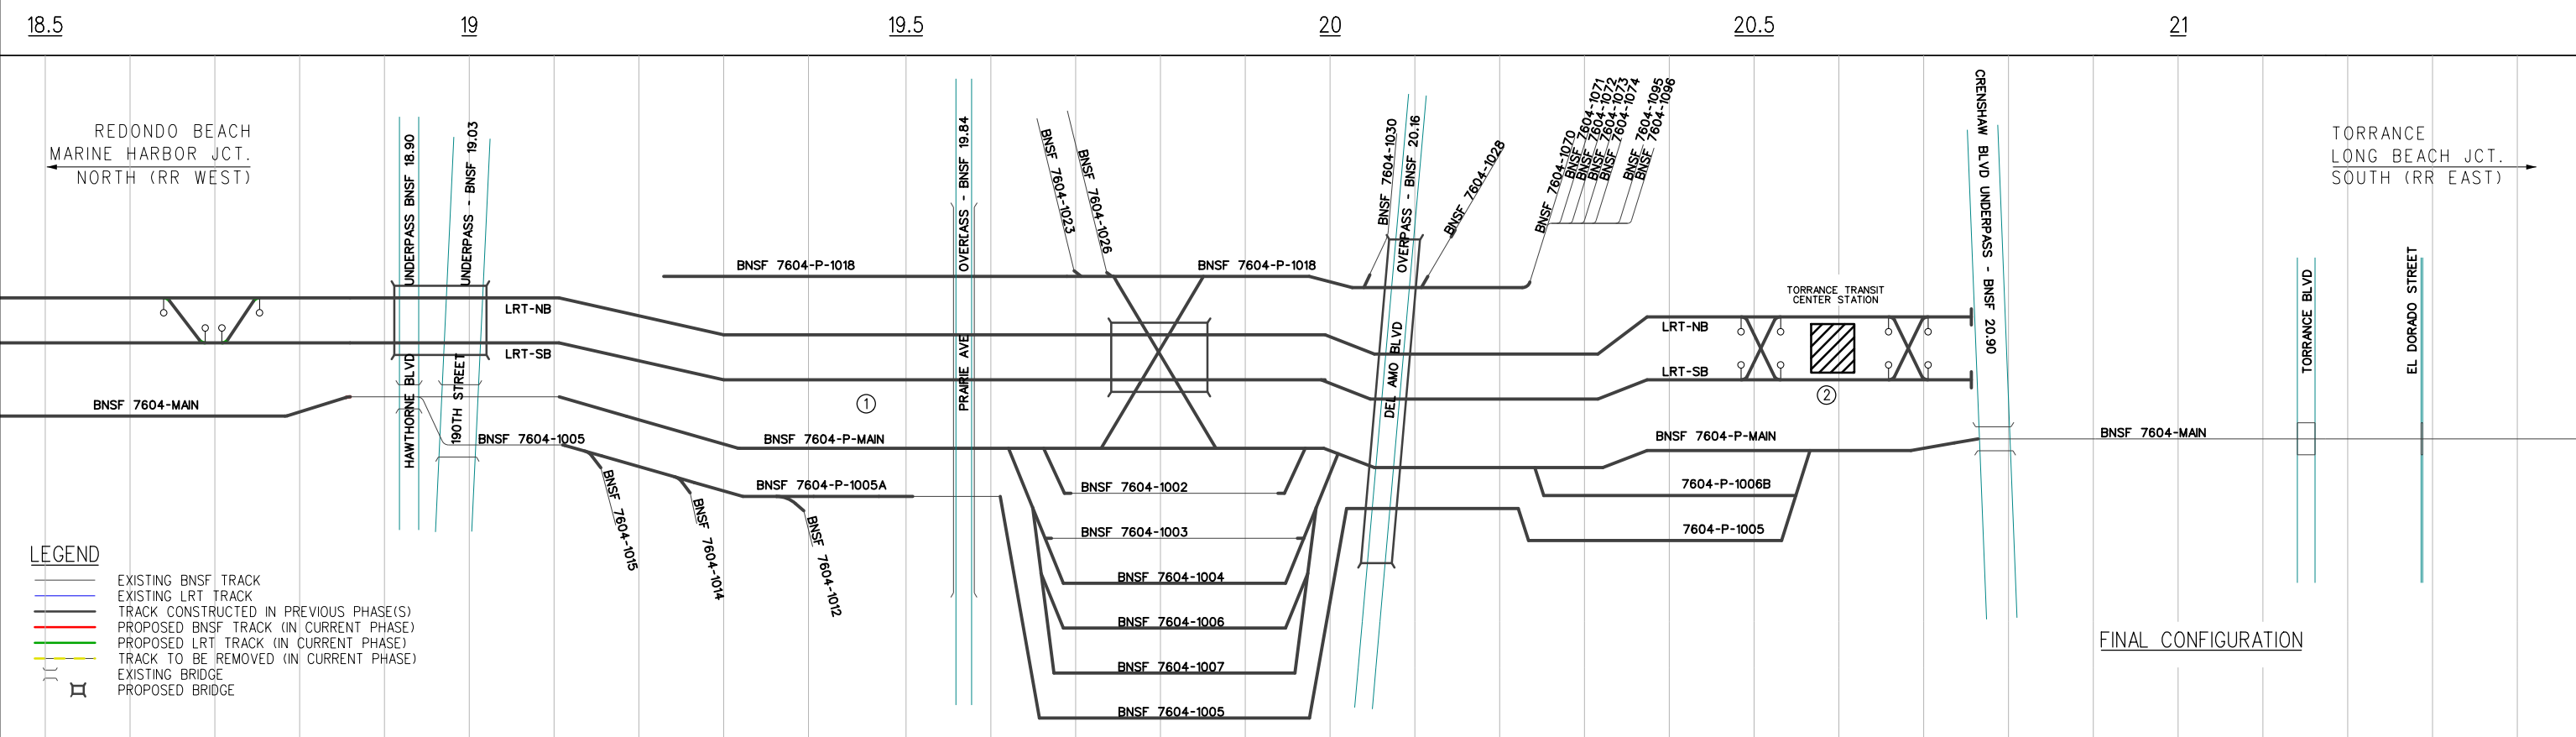 18.5
19
19.5
20
20.5
21
REDONDO BEACH
MARINE HARBOR JCT.
NORTH (RR WEST)
HAWTHORNE BLVD UNDERPASS BNSF 18.90
190TH STREET UNDERPASS - BNSF 19.03
PRAIRIE AVE OVERPASS - BNSF 19.84
BNSF 7604-1023
BNSF 7604-1026
BNSF 7604-1030
DEL AMO BLVD OVERPASS - BNSF 20.16
BNSF 7604-1028
BNSF 7604-1070
BNSF 7604-1071
BNSF 7604-1072
BNSF 7604-1073
BNSF 7604-1074
BNSF 7604-1095
BNSF 7604-1096
CRENSHAW BLVD UNDERPASS - BNSF 20.90
TORRANCE BLVD
EL DORADO STREET
TORRANCE
LONG BEACH JCT.
SOUTH (RR EAST)
BNSF 7604-P-1018
BNSF 7604-P-1018
LRT-NB
LRT-SB
TORRANCE TRANSIT
CENTER STATION
LRT-NB
LRT-SB
1
2
BNSF 7604-MAIN
BNSF 7604-1005
BNSF 7604-P-MAIN
BNSF 7604-P-MAIN
BNSF 7604-MAIN
BNSF 7604-P-1005A
BNSF 7604-1015
BNSF 7604-1014
BNSF 7604-1012
BNSF 7604-1002
BNSF 7604-1003
BNSF 7604-1004
BNSF 7604-1006
BNSF 7604-1007
BNSF 7604-1005
7604-P-1006B
7604-P-1005
LEGEND
EXISTING BNSF TRACK
EXISTING LRT TRACK
TRACK CONSTRUCTED IN PREVIOUS PHASE(S)
PROPOSED BNSF TRACK (IN CURRENT PHASE)
PROPOSED LRT TRACK (IN CURRENT PHASE)
TRACK TO BE REMOVED (IN CURRENT PHASE)
EXISTING BRIDGE
PROPOSED BRIDGE
FINAL CONFIGURATION